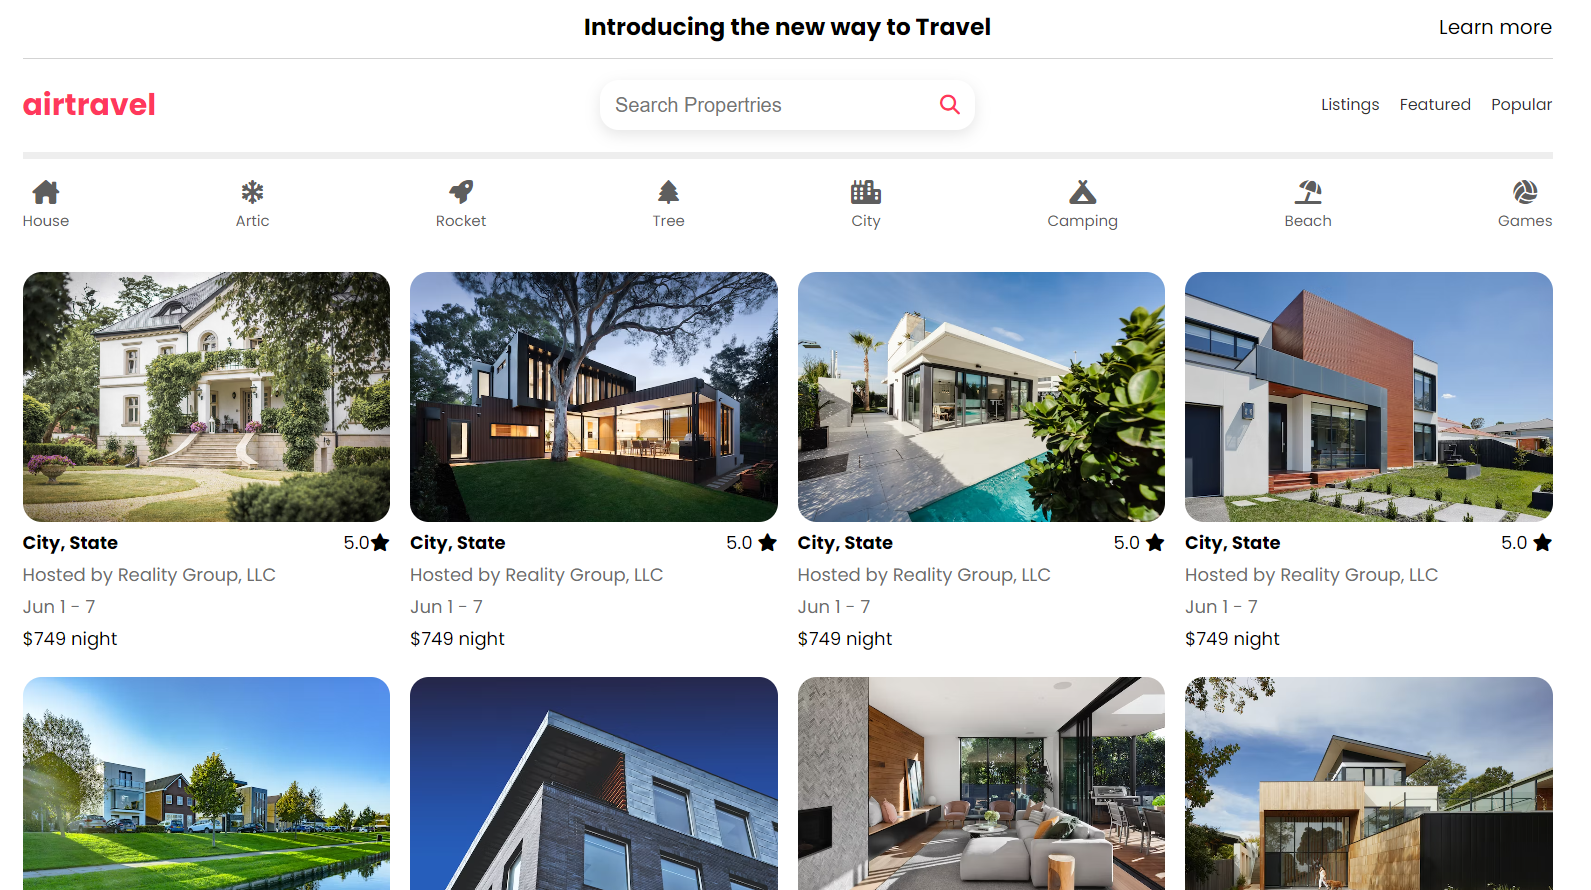 Introducing the new way to Travel
Learn more
airtravel
Search Propertries
Listings Featured Popular
House Artic Rocket Tree City Camping Beach Games
City, State 5.0
Hosted by Reality Group, LLC
Jun 1 - 7
$749 night
City, State 5.0
Hosted by Reality Group, LLC
Jun 1 - 7
$749 night
City, State 5.0
Hosted by Reality Group, LLC
Jun 1 - 7
$749 night
City, State 5.0
Hosted by Reality Group, LLC
Jun 1 - 7
$749 night